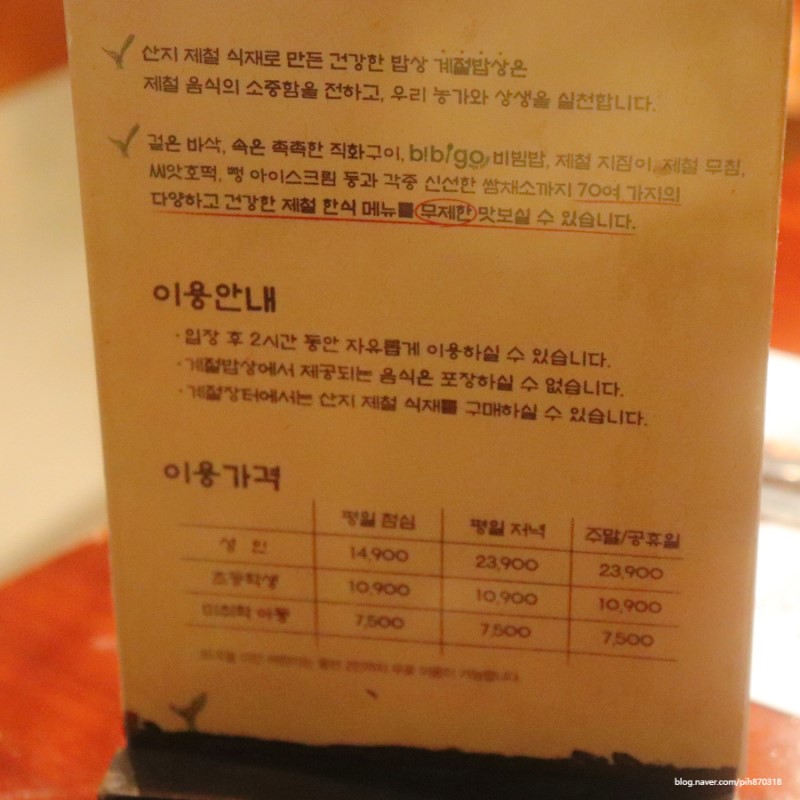 산지 제철 식재로 만든 건강한 밥상 계절밥상은
제철 음식의 소중함을 전하고, 우리 농가와 상생을 실천합니다.
겉은 바삭, 속은 촉촉한 직화구이, bibigo 비빔밥, 제철 지짐이, 제철 무침,
씨앗호떡, 빵 아이스크림 등과 각종 신선한 쌈채소까지 70여 가지의
다양하고 건강한 제철 한식 메뉴를 무제한 맛보실 수 있습니다.
이용안내
· 입장 후 2시간 동안 자유롭게 이용하실 수 있습니다.
· 계절밥상에서 제공되는 음식은 포장하실 수 없습니다.
· 계절장터에서는 산지 제철 식재를 구매하실 수 있습니다.
이용가격
평일 점심 평일 저녁 주말/공휴일
성 인 14,900 23,900 23,900
초등학생 10,900 10,900 10,900
미취학 아동 7,500 7,500 7,500
blog.naver.com/pih870318